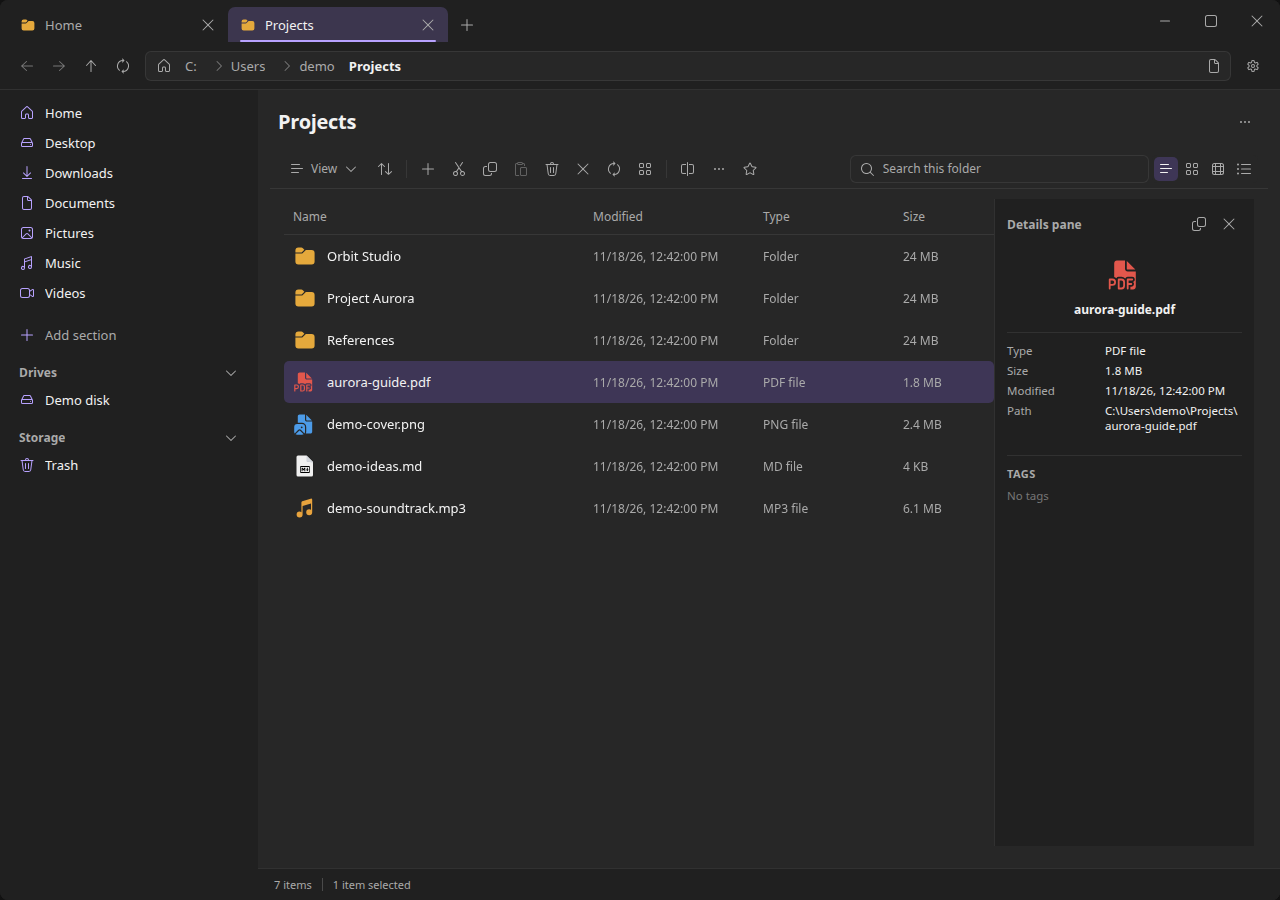 Home
Projects
C:
Users
demo
Projects
Home
Desktop
Downloads
Documents
Pictures
Music
Videos
Add section
Drives
Demo disk
Storage
Trash
Projects
View
Search this folder
Name Modified Type Size
Orbit Studio 11/18/26, 12:42:00 PM Folder 24 MB
Project Aurora 11/18/26, 12:42:00 PM Folder 24 MB
References 11/18/26, 12:42:00 PM Folder 24 MB
aurora-guide.pdf 11/18/26, 12:42:00 PM PDF file 1.8 MB
demo-cover.png 11/18/26, 12:42:00 PM PNG file 2.4 MB
demo-ideas.md 11/18/26, 12:42:00 PM MD file 4 KB
demo-soundtrack.mp3 11/18/26, 12:42:00 PM MP3 file 6.1 MB
Details pane
PDF
aurora-guide.pdf
Type PDF file
Size 1.8 MB
Modified 11/18/26, 12:42:00 PM
Path C:\Users\demo\Projects\
aurora-guide.pdf
TAGS
No tags
7 items
1 item selected